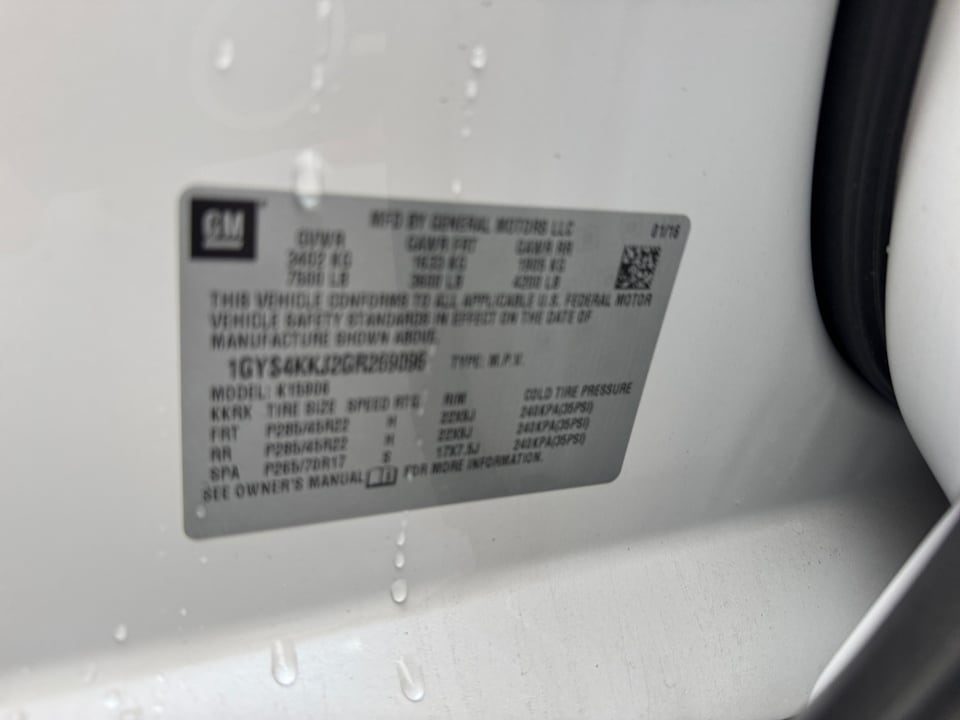 GM
MFD BY GENERAL MOTORS LLC 01/16
GVWR GAWR FRT GAWR RR
3402 KG 1633 KG 1905 KG
7500 LB 3600 LB 4200 LB
THIS VEHICLE CONFORMS TO ALL APPLICABLE U.S. FEDERAL MOTOR
VEHICLE SAFETY STANDARDS IN EFFECT ON THE DATE OF
MANUFACTURE SHOWN ABOVE.
1GYS4KKJ2GR269096 TYPE: M.P.V.
MODEL: K15906
KKRX TIRE SIZE SPEED RTG RIM COLD TIRE PRESSURE
FRT P285/45R22 H 22X9J 240KPA(35PSI)
RR P285/45R22 H 22X9J 240KPA(35PSI)
SPA P265/70R17 S 17X7.5J 240KPA(35PSI)
SEE OWNER'S MANUAL FOR MORE INFORMATION.